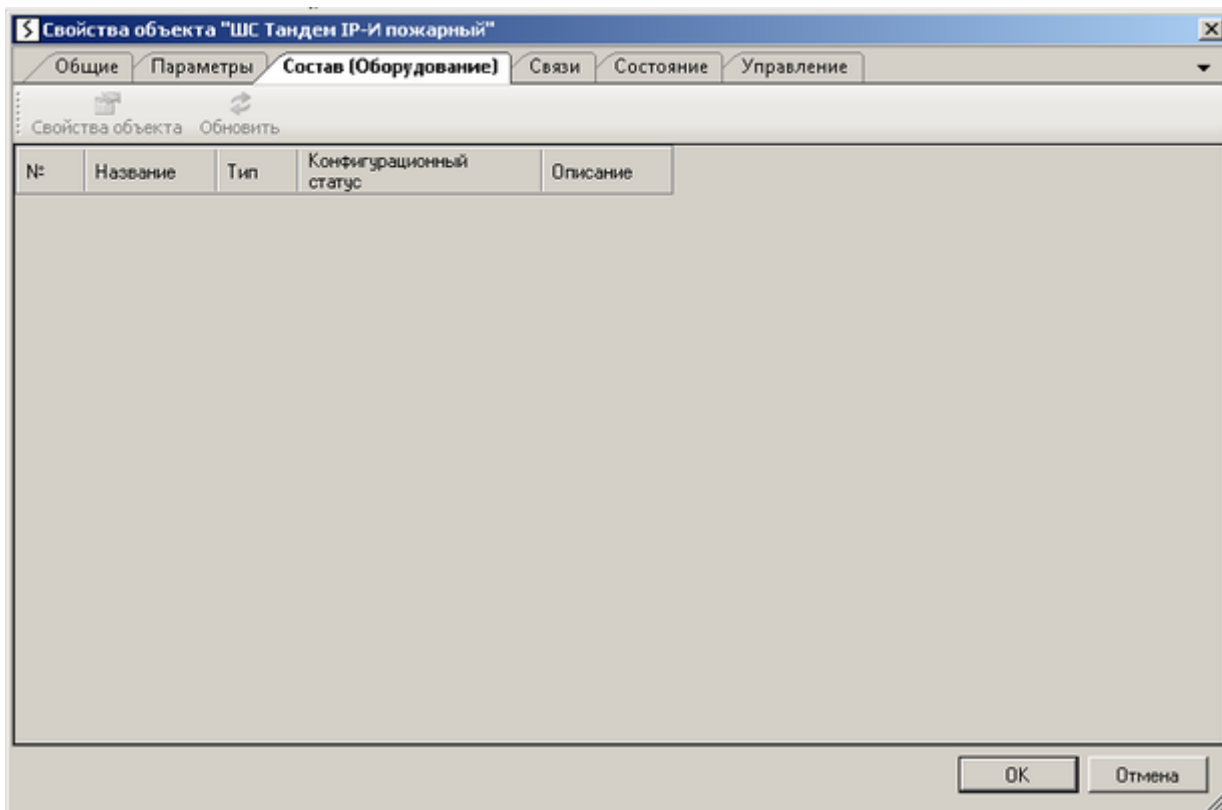 Свойства объекта "ШС Тандем IP-И пожарный"
Общие Параметры Состав (Оборудование) Связи Состояние Управление
Свойства объекта Обновить
№ Название Тип Конфигурационный статус Описание
OK Отмена